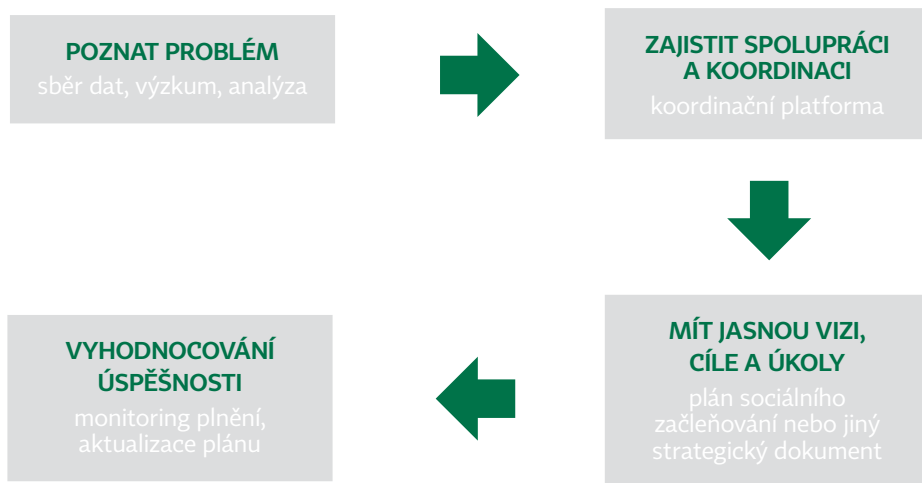 POZNAT PROBLÉM
sběr dat, výzkum, analýza
ZAJISTIT SPOLUPRÁCI
A KOORDINACI
koordinační platforma
MÍT JASNOU VIZI,
CÍLE A ÚKOLY
plán sociálního
začleňování nebo jiný
strategický dokument
VYHODNOCOVÁNÍ
ÚSPĚŠNOSTI
monitoring plnění,
aktualizace plánu